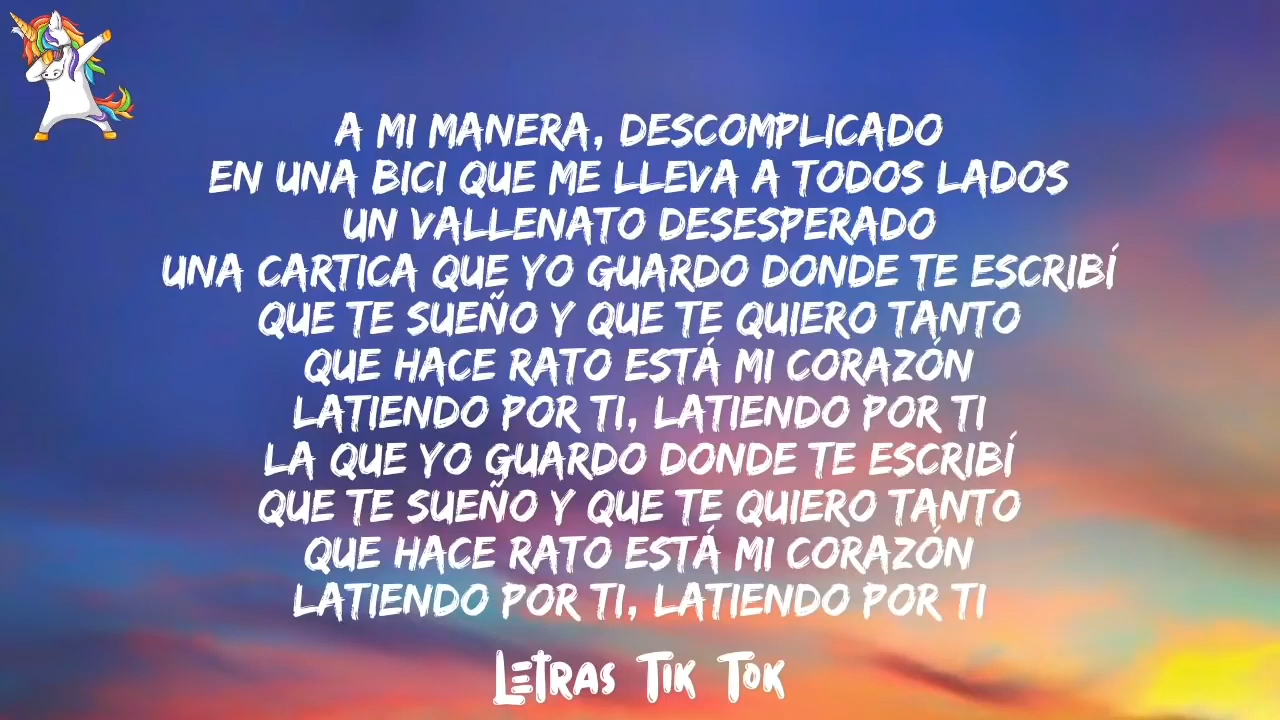 A MI MANERA, DESCOMPLICADO
EN UNA BICI QUE ME LLEVA A TODOS LADOS
UN VALLENATO DESESPERADO
UNA CARTICA QUE YO GUARDO DONDE TE ESCRIBÍ
QUE TE SUEÑO Y QUE TE QUIERO TANTO
QUE HACE RATO ESTÁ MI CORAZÓN
LATIENDO POR TI, LATIENDO POR TI
LA QUE YO GUARDO DONDE TE ESCRIBÍ
QUE TE SUEÑO Y QUE TE QUIERO TANTO
QUE HACE RATO ESTÁ MI CORAZÓN
LATIENDO POR TI, LATIENDO POR TI
LETRAS TIK TOK